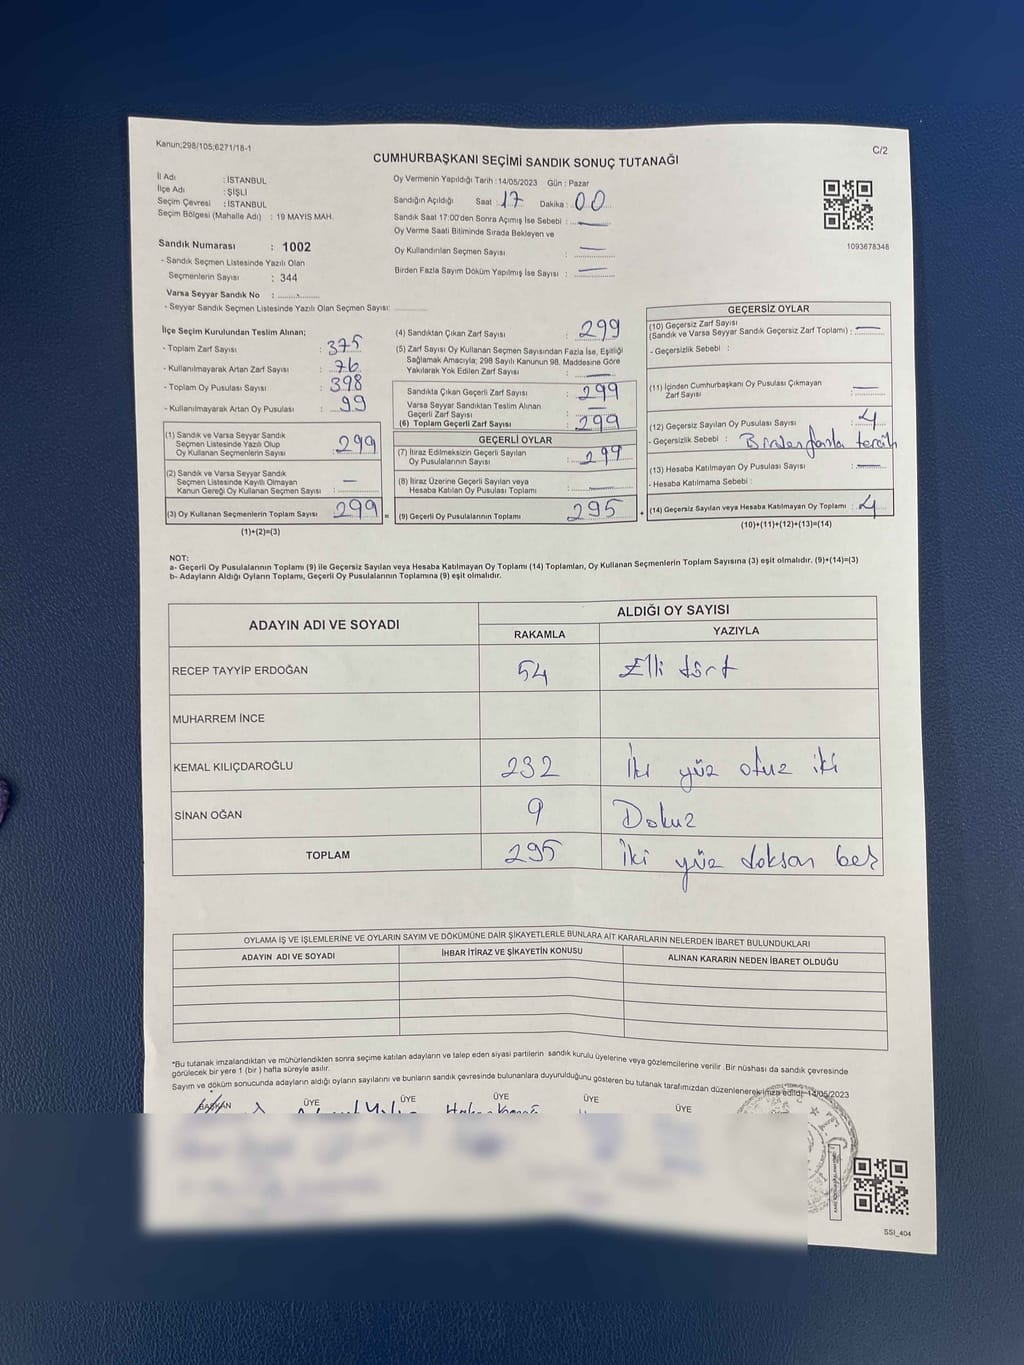 Kanun;298/105;6271/18-1
C/2
CUMHURBAŞKANI SEÇİMİ SANDIK SONUÇ TUTANAĞI
İl Adı : İSTANBUL
İlçe Adı : ŞİŞLİ
Seçim Çevresi : İSTANBUL
Seçim Bölgesi (Mahalle Adı) : 19 MAYIS MAH.
Sandık Numarası : 1002
- Sandık Seçmen Listesinde Yazılı Olan
Seçmenlerin Sayısı : 344
Varsa Seyyar Sandık No :
- Seyyar Sandık Seçmen Listesinde Yazılı Olan Seçmen Sayısı:
Oy Vermenin Yapıldığı Tarih : 14/05/2023 Gün : Pazar
Sandığın Açıldığı Saat : 17 Dakika : 00
Sandık Saat 17:00'den Sonra Açımış İse Sebebi : —
Oy Verme Saati Bitiminde Sırada Bekleyen ve
Oy Kullandırılan Seçmen Sayısı : —
Birden Fazla Sayım Döküm Yapılmış İse Sayısı : —
1093678348
İlçe Seçim Kurulundan Teslim Alınan;
- Toplam Zarf Sayısı : 375
- Kullanılmayarak Artan Zarf Sayısı : 76
- Toplam Oy Pusulası Sayısı : 398
- Kullanılmayarak Artan Oy Pusulası : 99
(1) Sandık ve Varsa Seyyar Sandık
Seçmen Listesinde Yazılı Olup
Oy Kullanan Seçmenlerin Sayısı : 299
(2) Sandık ve Varsa Seyyar Sandık
Seçmen Listesinde Kayıtlı Olmayan
Kanun Gereği Oy Kullanan Seçmen Sayısı : —
(3) Oy Kullanan Seçmenlerin Toplam Sayısı : 299
(1)+(2)=(3)
(4) Sandıktan Çıkan Zarf Sayısı : 299
(5) Zarf Sayısı Oy Kullanan Seçmen Sayısından Fazla İse, Eşitliği
Sağlamak Amacıyla; 298 Sayılı Kanunun 98. Maddesine Göre
Yakılarak Yok Edilen Zarf Sayısı : —
Sandıkta Çıkan Geçerli Zarf Sayısı : 299
Varsa Seyyar Sandıktan Teslim Alınan
Geçerli Zarf Sayısı : —
(6) Toplam Geçerli Zarf Sayısı : 299
GEÇERLİ OYLAR
(7) İtiraz Edilmeksizin Geçerli Sayılan
Oy Pusulalarının Sayısı : 299
(8) İtiraz Üzerine Geçerli Sayılan veya
Hesaba Katılan Oy Pusulası Toplamı : —
(9) Geçerli Oy Pusulalarının Toplamı : 295
GEÇERSİZ OYLAR
(10) Geçersiz Zarf Sayısı
(Sandık ve Varsa Seyyar Sandık Geçersiz Zarf Toplamı) : —
- Geçersizlik Sebebi :
(11) İçinden Cumhurbaşkanı Oy Pusulası Çıkmayan
Zarf Sayısı : —
(12) Geçersiz Sayılan Oy Pusulası Sayısı : 4
- Geçersizlik Sebebi : Birden fazla tercih
(13) Hesaba Katılmayan Oy Pusulası Sayısı : —
- Hesaba Katılmama Sebebi :
(14) Geçersiz Sayılan veya Hesaba Katılmayan Oy Toplamı : 4
(10)+(11)+(12)+(13)=(14)
NOT:
a- Geçerli Oy Pusulalarının Toplamı (9) ile Geçersiz Sayılan veya Hesaba Katılmayan Oy Toplamı (14) Toplamları, Oy Kullanan Seçmenlerin Toplam Sayısına (3) eşit olmalıdır. (9)+(14)=(3)
b- Adayların Aldığı Oyların Toplamı, Geçerli Oy Pusulalarının Toplamına (9) eşit olmalıdır.
ADAYIN ADI VE SOYADI
ALDIĞI OY SAYISI
RAKAMLA YAZIYLA
RECEP TAYYİP ERDOĞAN 54 Elli dört
MUHARREM İNCE
KEMAL KILIÇDAROĞLU 232 İki yüz otuz iki
SİNAN OĞAN 9 Dokuz
TOPLAM 295 İki yüz doksan beş
OYLAMA İŞ VE İŞLEMLERİNE VE OYLARIN SAYIM VE DÖKÜMÜNE DAİR ŞİKAYETLERLE BUNLARA AİT KARARLARIN NELERDEN İBARET BULUNDUKLARI
ADAYIN ADI VE SOYADI İHBAR İTİRAZ VE ŞİKAYETİN KONUSU ALINAN KARARIN NEDEN İBARET OLDUĞU
*Bu tutanak imzalandıktan ve mühürlendikten sonra seçime katılan adayların ve talep eden siyasi partilerin sandık kurulu üyelerine veya gözlemcilerine verilir. Bir nüshası da sandık çevresinde
görülecek bir yere 1 (bir ) hafta süreyle asılır.
Sayım ve döküm sonucunda adayların aldığı oyların sayılarını ve bunların sandık çevresinde bulunanlara duyurulduğunu gösteren bu tutanak tarafımızdan düzenlenerek imza edildi. 14/05/2023
BAŞKAN ÜYE ÜYE ÜYE ÜYE ÜYE
SSI_404